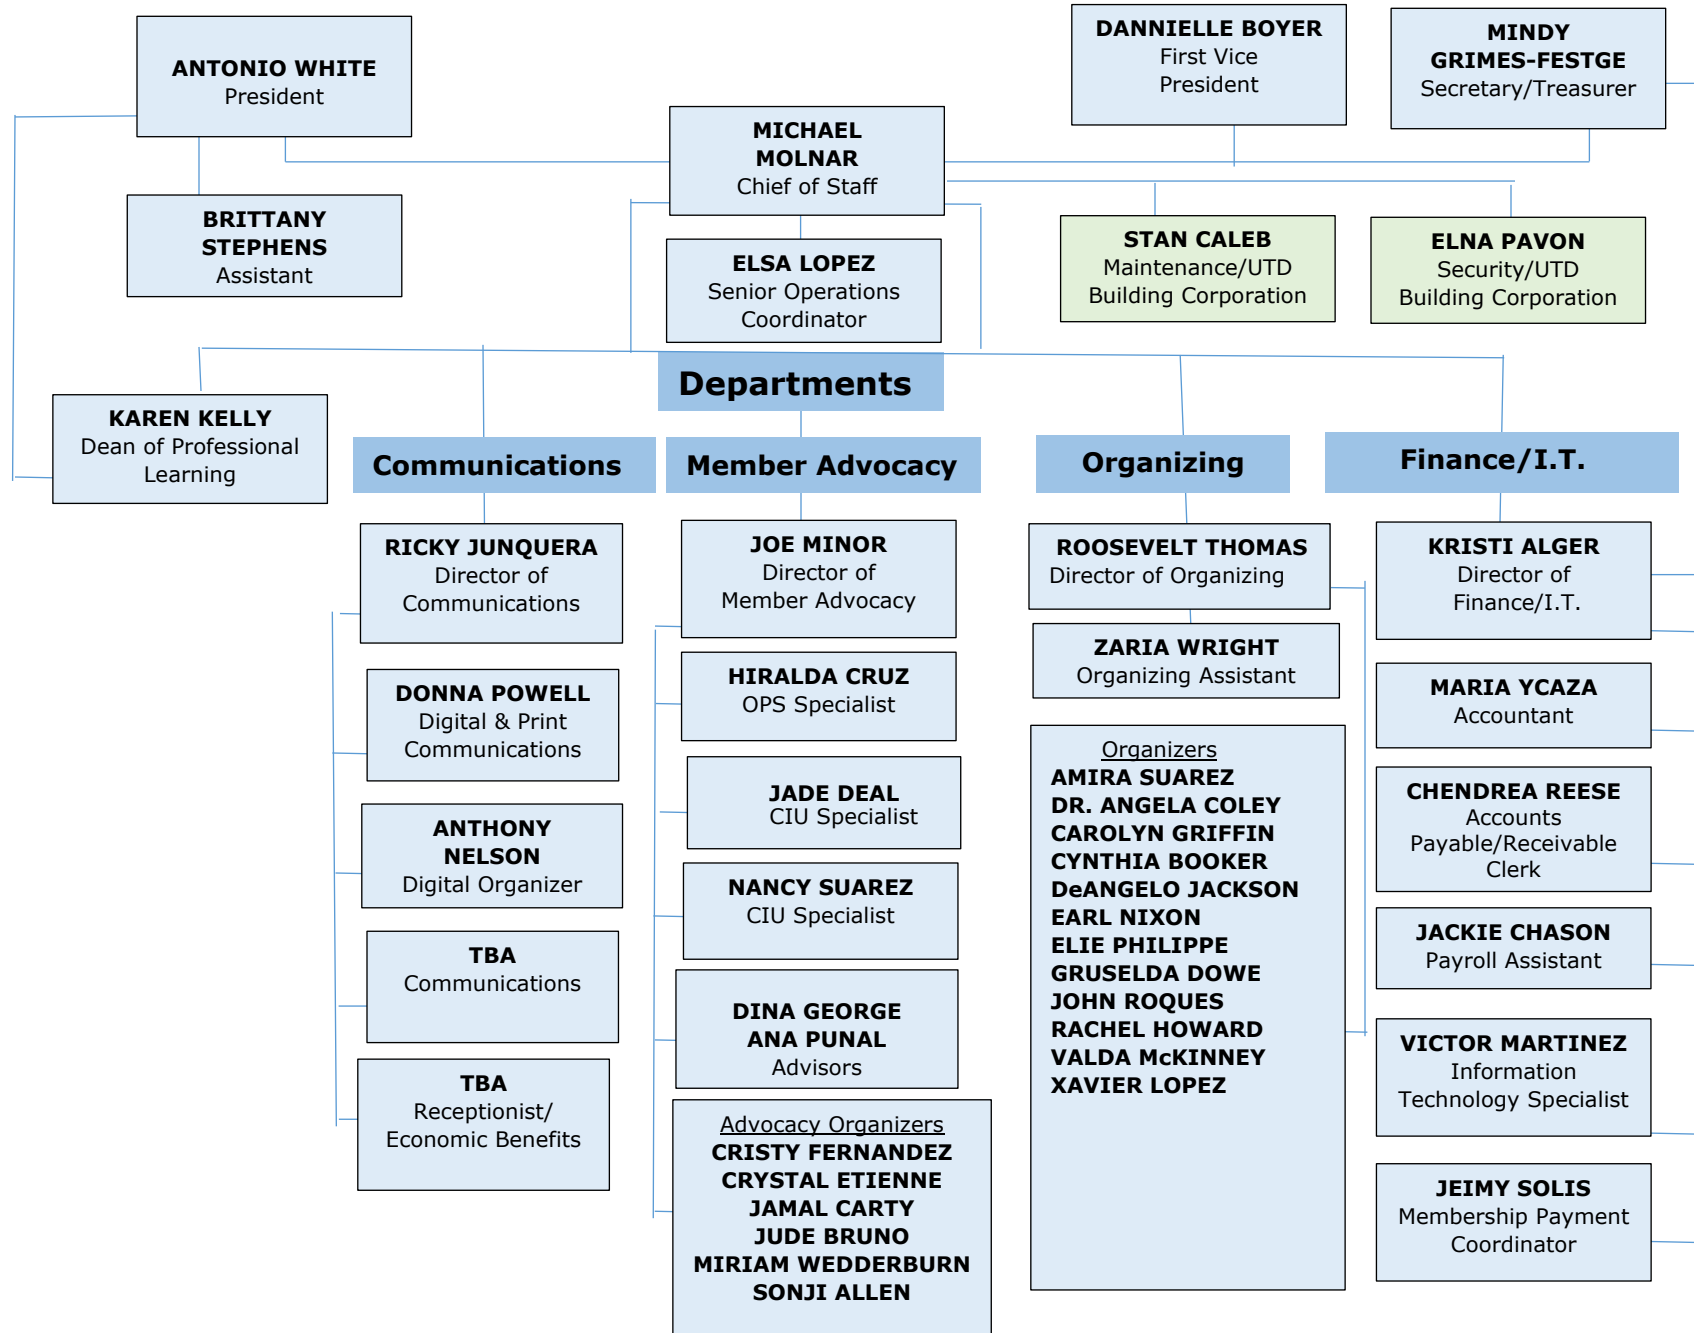 ANTONIO WHITE
President
DANNIELLE BOYER
First Vice
President
MINDY
GRIMES-FESTGE
Secretary/Treasurer
MICHAEL
MOLNAR
Chief of Staff
BRITTANY
STEPHENS
Assistant
ELSA LOPEZ
Senior Operations
Coordinator
STAN CALEB
Maintenance/UTD
Building Corporation
ELNA PAVON
Security/UTD
Building Corporation
Departments
KAREN KELLY
Dean of Professional
Learning
Communications
Member Advocacy
Organizing
Finance/I.T.
RICKY JUNQUERA
Director of
Communications
DONNA POWELL
Digital & Print
Communications
ANTHONY
NELSON
Digital Organizer
TBA
Communications
TBA
Receptionist/
Economic Benefits
JOE MINOR
Director of
Member Advocacy
HIRALDA CRUZ
OPS Specialist
JADE DEAL
CIU Specialist
NANCY SUAREZ
CIU Specialist
DINA GEORGE
ANA PUNAL
Advisors
Advocacy Organizers
CRISTY FERNANDEZ
CRYSTAL ETIENNE
JAMAL CARTY
JUDE BRUNO
MIRIAM WEDDERBURN
SONJI ALLEN
ROOSEVELT THOMAS
Director of Organizing
ZARIA WRIGHT
Organizing Assistant
Organizers
AMIRA SUAREZ
DR. ANGELA COLEY
CAROLYN GRIFFIN
CYNTHIA BOOKER
DeANGELO JACKSON
EARL NIXON
ELIE PHILIPPE
GRUSELDA DOWE
JOHN ROQUES
RACHEL HOWARD
VALDA McKINNEY
XAVIER LOPEZ
KRISTI ALGER
Director of
Finance/I.T.
MARIA YCAZA
Accountant
CHENDREA REESE
Accounts
Payable/Receivable
Clerk
JACKIE CHASON
Payroll Assistant
VICTOR MARTINEZ
Information
Technology Specialist
JEIMY SOLIS
Membership Payment
Coordinator